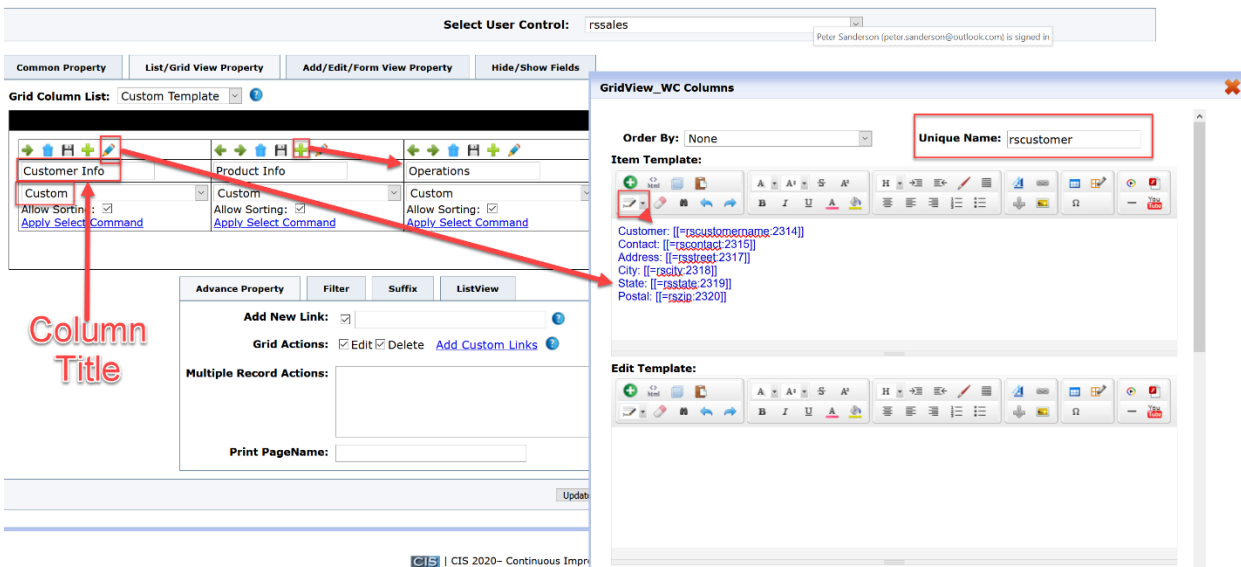 Select User Control: rssales
Peter Sanderson (peter.sanderson@outlook.com) is signed in
Common Property
List/Grid View Property
Add/Edit/Form View Property
Hide/Show Fields
Grid Column List: Custom Template
Customer Info
Product Info
Operations
Custom
Custom
Custom
Allow Sorting:
Allow Sorting:
Allow Sorting:
Apply Select Command
Apply Select Command
Apply Select Command
Column
Title
Advance Property
Filter
Suffix
ListView
Add New Link:
Grid Actions: Edit Delete Add Custom Links
Multiple Record Actions:
Print PageName:
Updat
CIS | CIS 2020– Continuous Impre
GridView_WC Columns
Order By: None
Unique Name: rscustomer
Item Template:
Customer: [[=rscustomername:2314]]
Contact: [[=rscontact:2315]]
Address: [[=rsstreet:2317]]
City: [[=rscity:2318]]
State: [[=rsstate:2319]]
Postal: [[=rszip:2320]]
Edit Template: